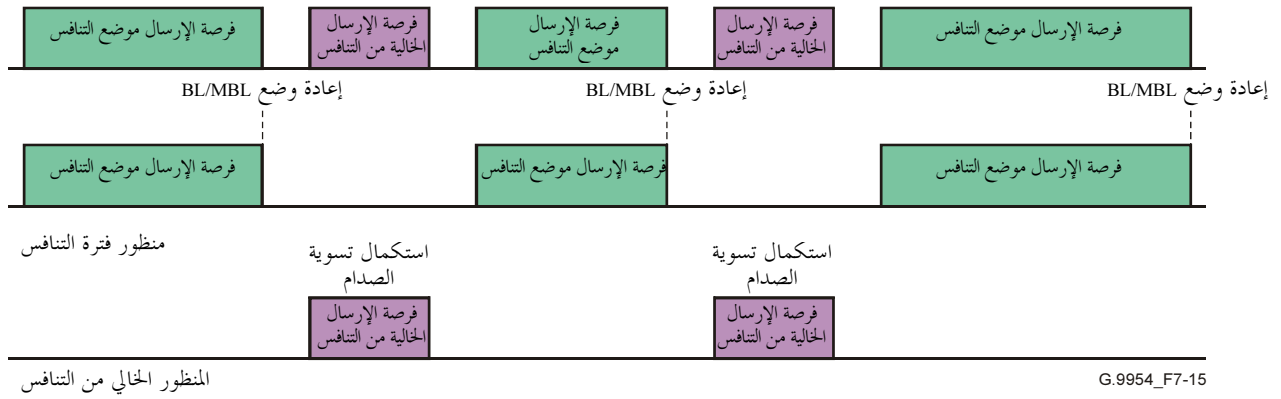 فرصة الإرسال موضع التنافس
فرصة الإرسال
الخالية من التنافس
فرصة الإرسال
موضع التنافس
فرصة الإرسال
الخالية من التنافس
فرصة الإرسال موضع التنافس
إعادة وضع BL/MBL
إعادة وضع BL/MBL
إعادة وضع BL/MBL
فرصة الإرسال موضع التنافس
فرصة الإرسال موضع التنافس
فرصة الإرسال موضع التنافس
منظور فترة التنافس
استكمال تسوية
الصدام
استكمال تسوية
الصدام
فرصة الإرسال
الخالية من التنافس
فرصة الإرسال
الخالية من التنافس
المنظور الخالي من التنافس
G.9954_F7-15